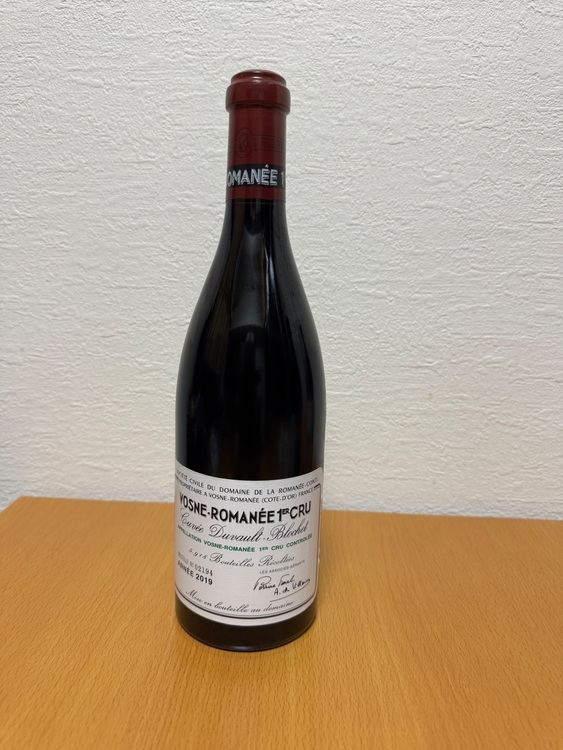 OMANÉE 1
SOCIÉTÉ CIVILE DU DOMAINE DE LA ROMANÉE-CONTI
PROPRIÉTAIRE A VOSNE-ROMANÉE (COTE-D'OR) FRANCE
VOSNE-ROMANÉE 1ER CRU
Cuvée Duvault-Blochet
APPELLATION VOSNE-ROMANÉE 1ER CRU CONTROLÉE
Bouteilles Récoltées
LES ASSOCIÉS-GÉRANTS
N° 02194
ANNÉE 2019
Mise en bouteille au domaine